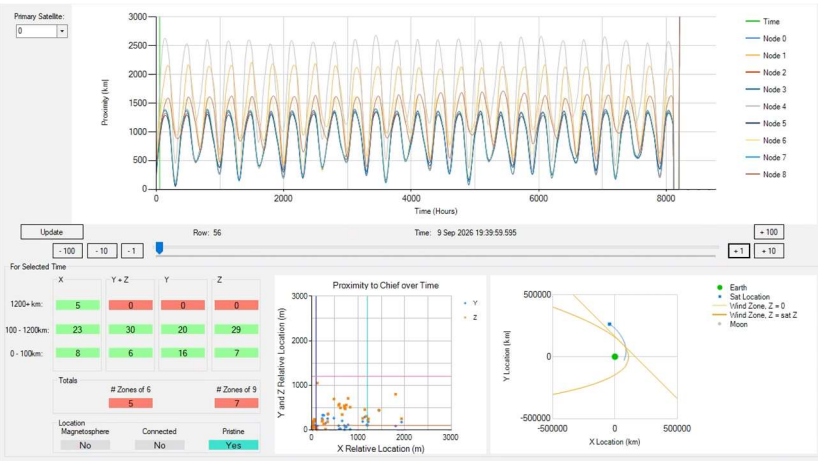 Primary Satellite:
0
3000
2500
2000
1500
1000
500
0
Proximity [km]
0 2000 4000 6000 8000
Time (Hours)
Time
Node 0
Node 1
Node 2
Node 3
Node 4
Node 5
Node 6
Node 7
Node 8
Update
Row: 56
Time: 9 Sep 2026 19:39:59.595
+ 100
- 100 - 10 - 1
+ 1 + 10
For Selected Time
X Y + Z Y Z
1200+ km: 5 0 0 0
100 - 1200km: 23 30 20 29
0 - 100km: 8 6 16 7
Totals
# Zones of 6 # Zones of 9
5 7
Location
Magnetosphere Connected Pristine
No No Yes
Proximity to Chief over Time
3000
2000
1000
0
Y and Z Relative Location (m)
0 1000 2000 3000
X Relative Location (m)
Y
Z
500000
0
-500000
Y Location (km)
-500000 0 500000
X Location (km)
Earth
Sat Location
Wind Zone, Z = 0
Wind Zone, Z = sat Z
Moon